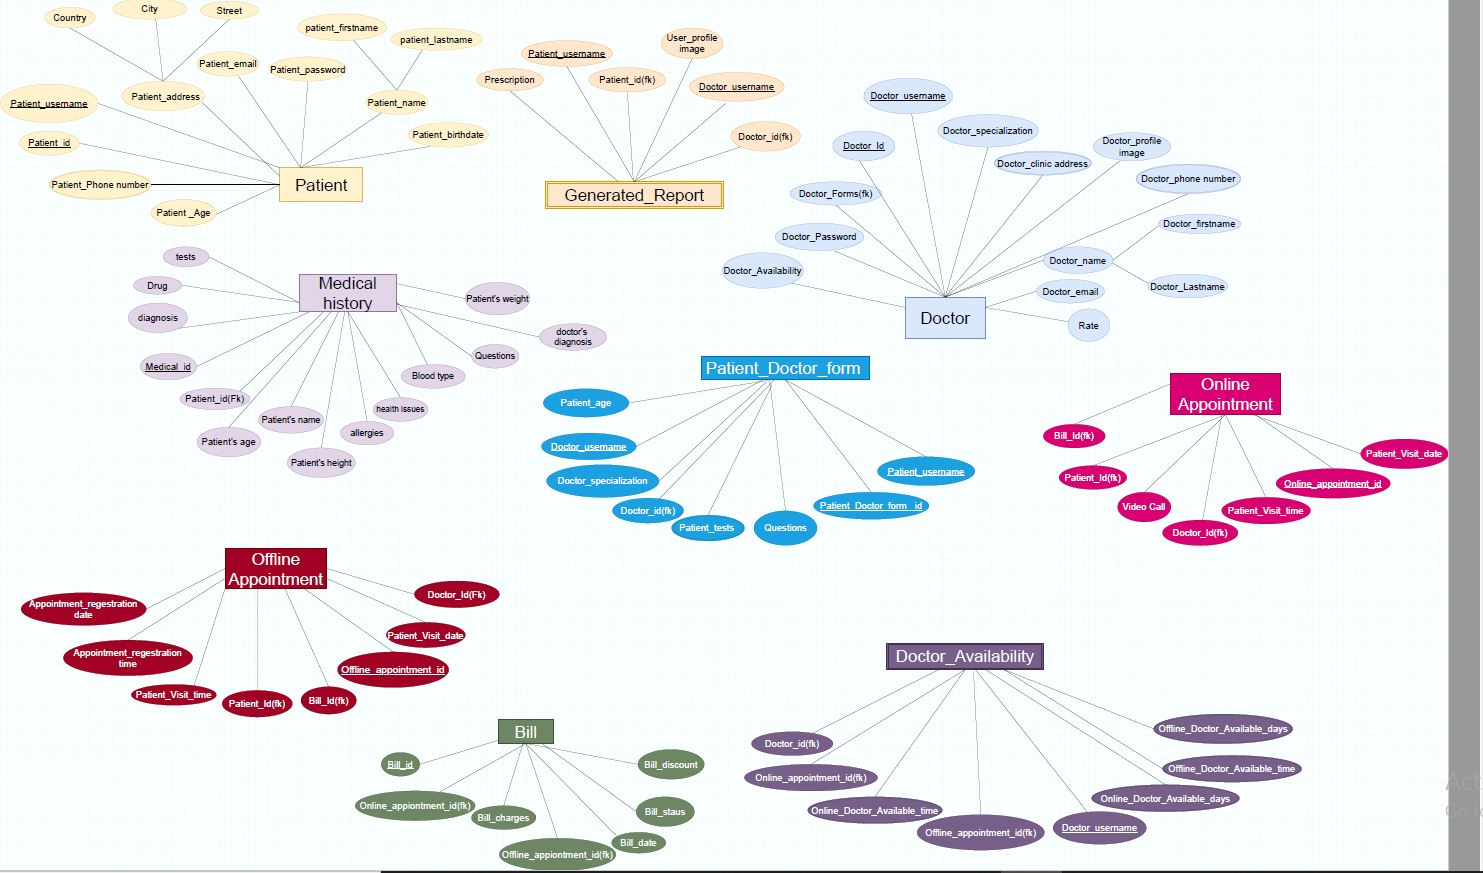 Country
City
Street
patient_firstname
patient_lastname
Patient_email
Patient_password
Patient_username
Patient_address
Patient_name
Patient_id
Patient_birthdate
Patient_Phone number
Patient _Age
Patient
Prescription
Patient_username
Patient_id(fk)
User_profile
image
Doctor_username
Doctor_id(fk)
Generated_Report
Doctor_username
Doctor_Id
Doctor_specialization
Doctor_clinic address
Doctor_profile
image
Doctor_Forms(fk)
Doctor_phone number
Doctor_Password
Doctor_firstname
Doctor_Availability
Doctor_name
Doctor_email
Doctor_Lastname
Rate
Doctor
tests
Drug
diagnosis
Medical
history
Patient's weight
doctor's
diagnosis
Questions
Medical_id
Blood type
Patient_id(Fk)
health issues
Patient's name
allergies
Patient's age
Patient's height
Patient_Doctor_form
Patient_age
Doctor_username
Doctor_specialization
Doctor_id(fk)
Patient_tests
Questions
Patient_Doctor_form_ id
Patient_username
Online
Appointment
Bill_Id(fk)
Patient_Id(fk)
Video Call
Doctor_Id(fk)
Patient_Visit_time
Online_appointment_id
Patient_Visit_date
Offline
Appointment
Appointment_regestration
date
Appointment_regestration
time
Patient_Visit_time
Patient_Id(fk)
Bill_Id(fk)
Offline_appointment_id
Patient_Visit_date
Doctor_Id(Fk)
Bill
Bill_id
Online_appiontment_id(fk)
Bill_charges
Offline_appiontment_id(fk)
Bill_date
Bill_staus
Bill_discount
Doctor_Availability
Doctor_id(fk)
Online_appointment_id(fk)
Online_Doctor_Available_time
Offline_appointment_id(fk)
Doctor_username
Online_Doctor_Available_days
Offline_Doctor_Available_time
Offline_Doctor_Available_days
Go to